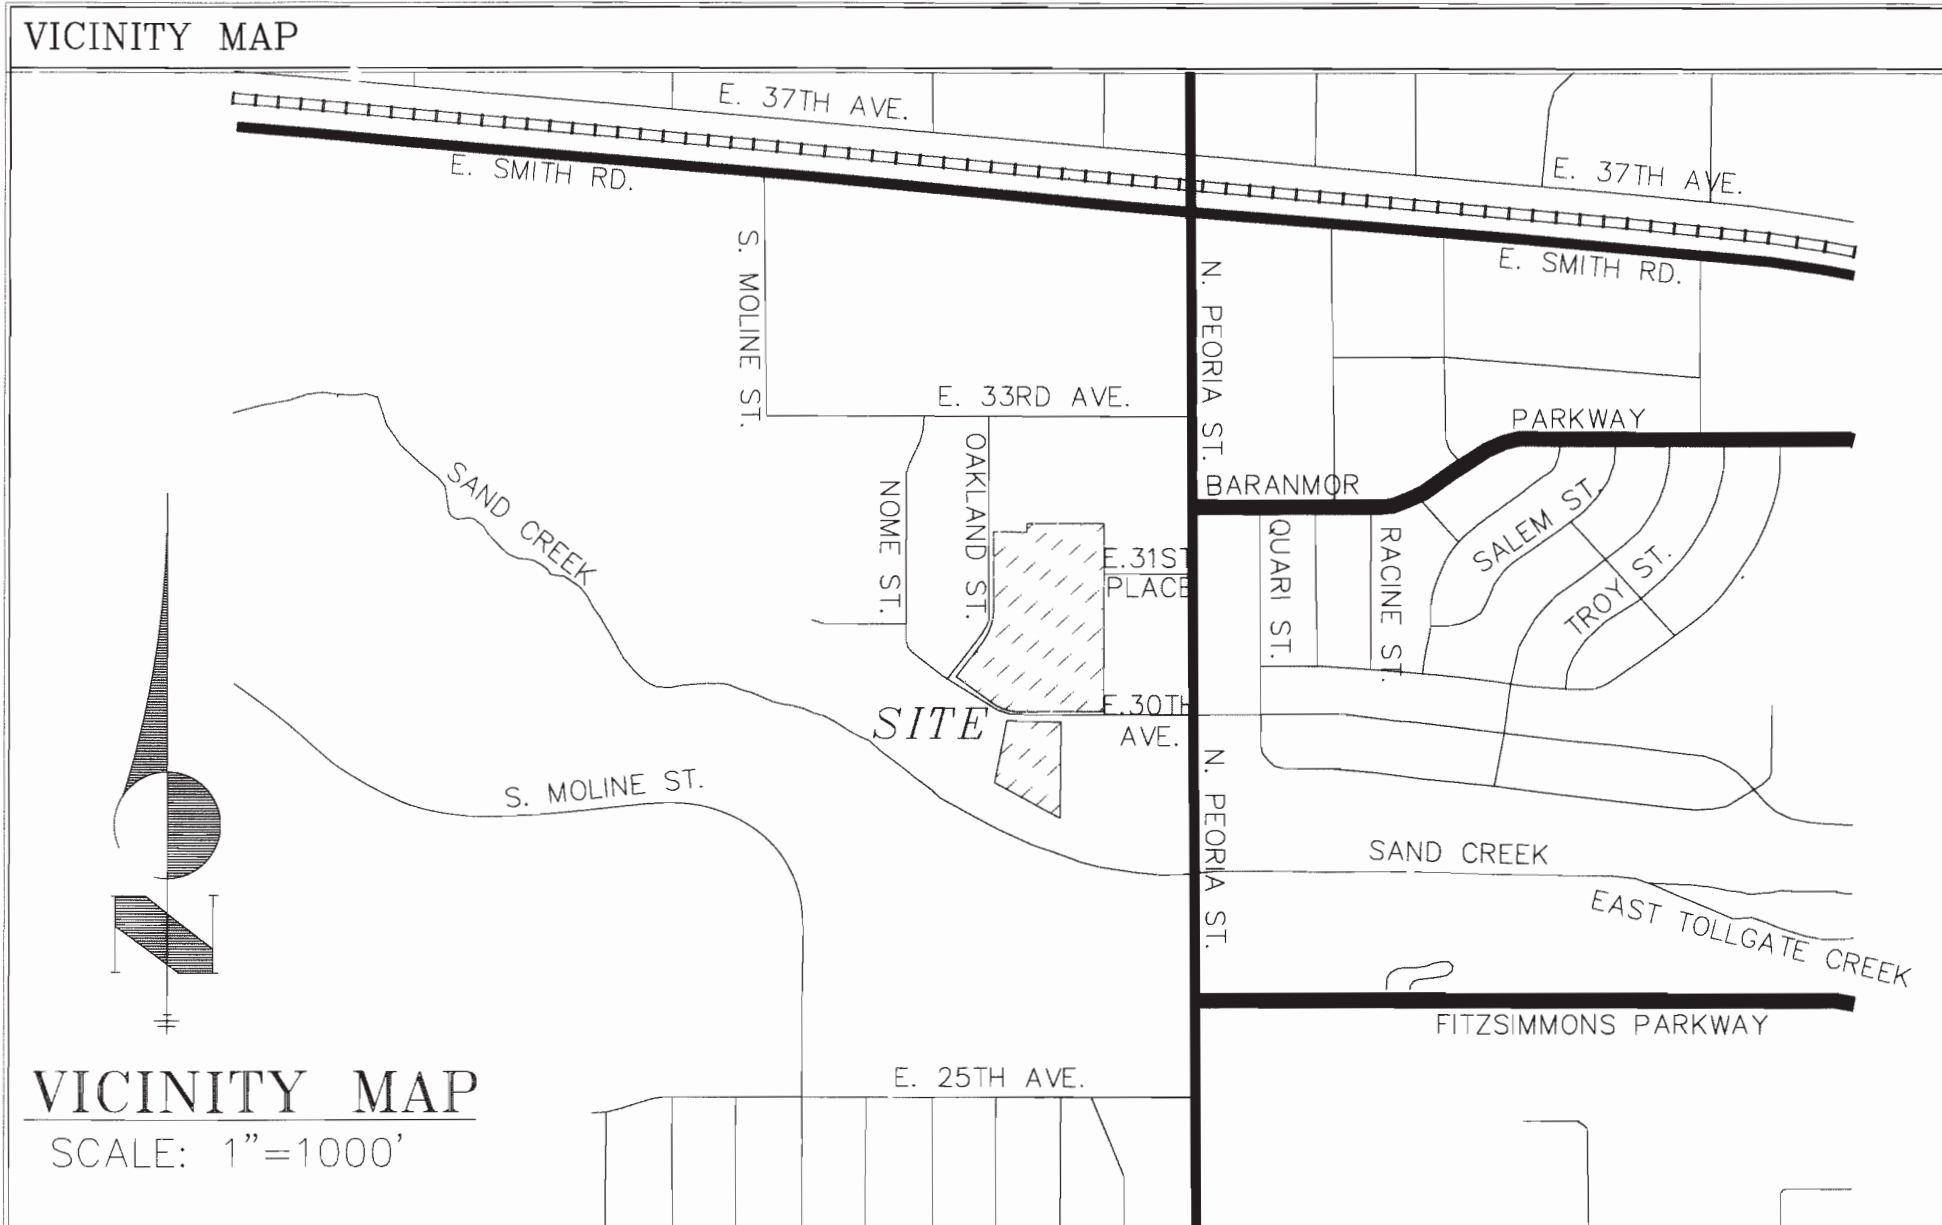 VICINITY MAP
E. 37TH AVE.
E. SMITH RD.
E. 37TH AVE.
E. SMITH RD.
S. MOLINE ST.
N. PEORIA ST.
E. 33RD AVE.
PARKWAY
BARANMOR
SAND CREEK
NOME ST.
OAKLAND ST.
E.31ST
PLACE
QUARI ST.
RACINE ST.
SALEM ST.
TROY ST.
SITE
E.30TH
AVE.
S. MOLINE ST.
N. PEORIA ST.
SAND CREEK
EAST TOLLGATE CREEK
N
FITZSIMMONS PARKWAY
E. 25TH AVE.
VICINITY MAP
SCALE: 1"=1000'